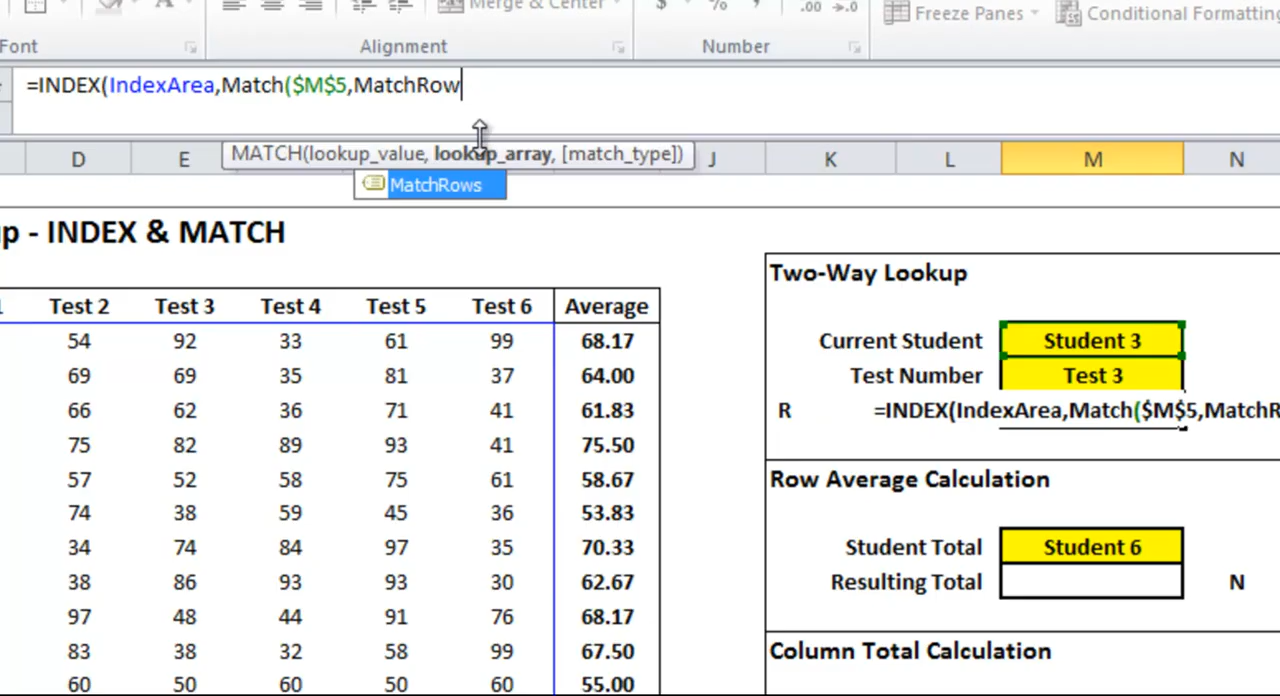 Merge & Center $ % , .00 →.0 Freeze Panes Conditional Formatting
Font Alignment Number
=INDEX(IndexArea,Match($M$5,MatchRow
MATCH(lookup_value, lookup_array, [match_type])
D E J K L M N
MatchRows
p - INDEX & MATCH
Two-Way Lookup
Test 2 Test 3 Test 4 Test 5 Test 6 Average
54 92 33 61 99 68.17 Current Student Student 3
69 69 35 81 37 64.00 Test Number Test 3
66 62 36 71 41 61.83 R =INDEX(IndexArea,Match($M$5,MatchR
75 82 89 93 41 75.50
57 52 58 75 61 58.67 Row Average Calculation
74 38 59 45 36 53.83
34 74 84 97 35 70.33 Student Total Student 6
38 86 93 93 30 62.67 Resulting Total N
97 48 44 91 76 68.17
83 38 32 58 99 67.50 Column Total Calculation
60 50 60 50 60 55.00